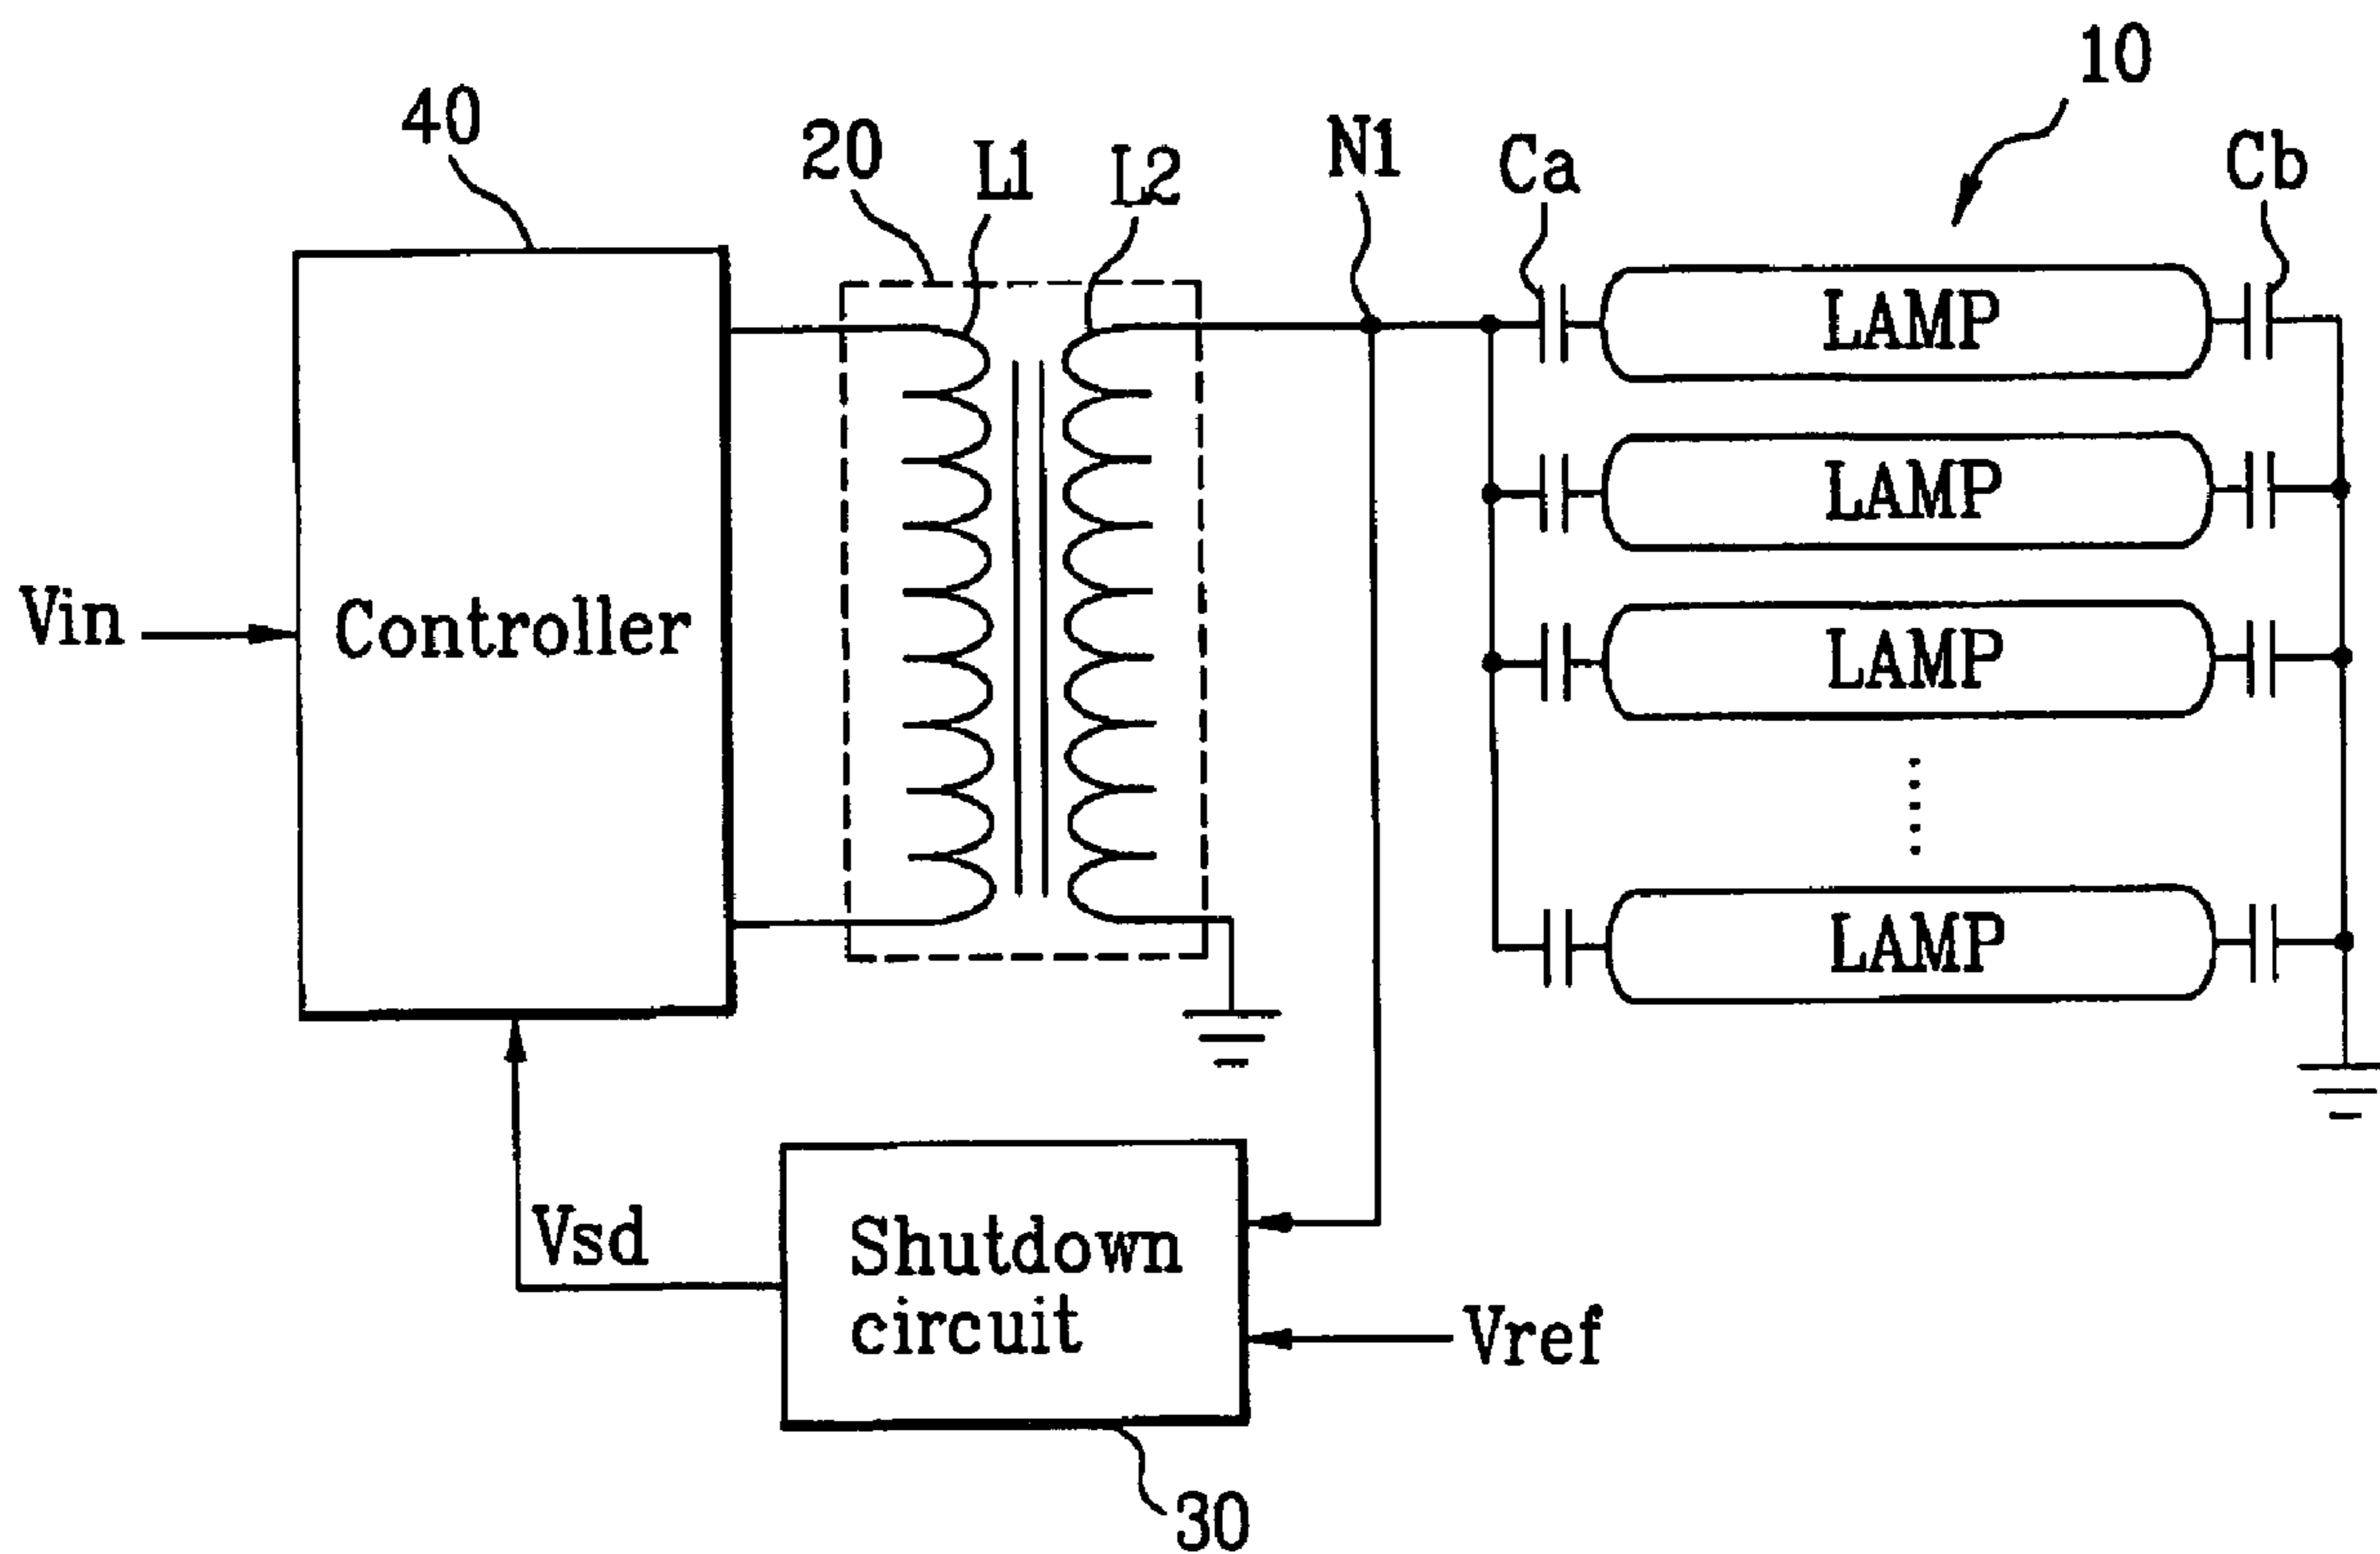 10
40
20
L1
L2
N1
Ca
Cb
LAMP
LAMP
Vin
Controller
LAMP
LAMP
Vsd
Shutdown
circuit
Vref
30